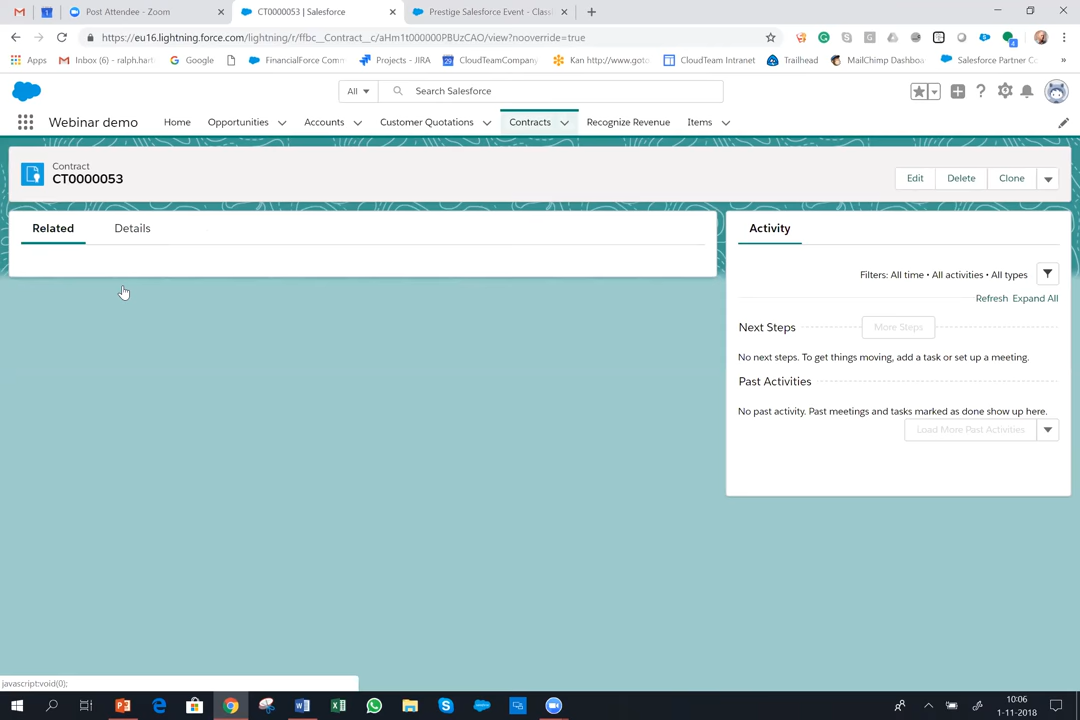 Post Attendee - Zoom
CT0000053 | Salesforce
Prestige Salesforce Event - Classi
https://eu16.lightning.force.com/lightning/r/ffbc__Contract__c/aHm1t000000PBUzCAO/view?nooverride=true
Apps
Inbox (6) - ralph.hart
Google
FinancialForce Comm
Projects - JIRA
CloudTeamCompany
Kan http://www.goto
CloudTeam Intranet
Trailhead
MailChimp Dashboa
Salesforce Partner Co
»
All
Search Salesforce
Webinar demo
Home
Opportunities
Accounts
Customer Quotations
Contracts
Recognize Revenue
Items
Contract
CT0000053
Edit
Delete
Clone
Related
Details
Activity
Filters: All time • All activities • All types
Refresh
Expand All
Next Steps
More Steps
No next steps. To get things moving, add a task or set up a meeting.
Past Activities
No past activity. Past meetings and tasks marked as done show up here.
Load More Past Activities
javascript:void(0);
10:06
1-11-2018